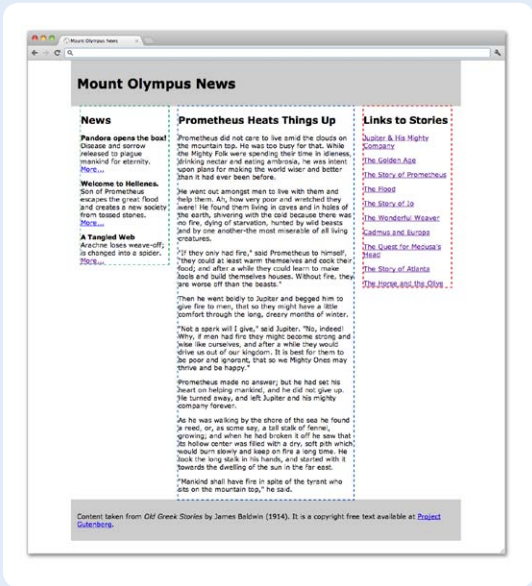 Mount Olympus News
Mount Olympus News
News
Pandora opens the box!
Disease and sorrow
released to plague
mankind for eternity.
More...
Welcome to Hellenes.
Son of Prometheus
escapes the great flood
and creates a new society
from tossed stones.
More...
A Tangled Web
Arachne loses weave-off;
is changed into a spider.
More...
Prometheus Heats Things Up
Prometheus did not care to live amid the clouds on
the mountain top. He was too busy for that. While
the Mighty Folk were spending their time in idleness,
drinking nectar and eating ambrosia, he was intent
upon plans for making the world wiser and better
than it had ever been before.
He went out amongst men to live with them and
help them. Ah, how very poor and wretched they
were! He found them living in caves and in holes of
the earth, shivering with the cold because there was
no fire, dying of starvation, hunted by wild beasts
and by one another-the most miserable of all living
creatures.
"If they only had fire," said Prometheus to himself,
"they could at least warm themselves and cook their
food; and after a while they could learn to make
tools and build themselves houses. Without fire, they
are worse off than the beasts."
Then he went boldly to Jupiter and begged him to
give fire to men, that so they might have a little
comfort through the long, dreary months of winter.
"Not a spark will I give," said Jupiter. "No, indeed!
Why, if men had fire they might become strong and
wise like ourselves, and after a while they would
drive us out of our kingdom. It is best for them to
be poor and ignorant, that so we Mighty Ones may
thrive and be happy."
Prometheus made no answer; but he had set his
heart on helping mankind, and he did not give up.
He turned away, and left Jupiter and his mighty
company forever.
As he was walking by the shore of the sea he found
a reed, or, as some say, a tall stalk of fennel,
growing; and when he had broken it off he saw that
its hollow center was filled with a dry, soft pith which
would burn slowly and keep on fire a long time. He
took the long stalk in his hands, and started with it
towards the dwelling of the sun in the far east.
"Mankind shall have fire in spite of the tyrant who
sits on the mountain top," he said.
Links to Stories
Jupiter & His Mighty
Company
The Golden Age
The Story of Prometheus
The Flood
The Story of Io
The Wonderful Weaver
Cadmus and Europa
The Quest for Medusa's
Head
The Story of Atlanta
The Horse and the Olive
Content taken from Old Greek Stories by James Baldwin (1914). It is a copyright free text available at Project
Gutenberg.